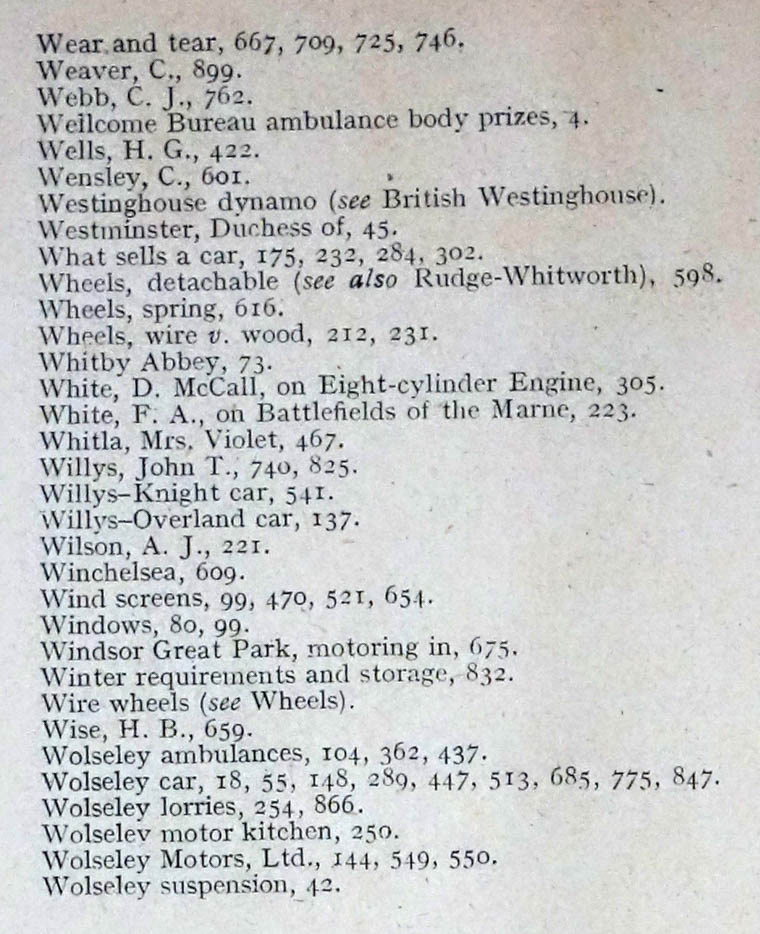 Wear and tear, 667, 709, 725, 746.
Weaver, C., 899.
Webb, C. J., 762.
Wellcome Bureau ambulance body prizes, 4.
Wells, H. G., 422.
Wensley, C., 601.
Westinghouse dynamo (see British Westinghouse).
Westminster, Duchess of, 45.
What sells a car, 175, 232, 284, 302.
Wheels, detachable (see also Rudge-Whitworth), 598.
Wheels, spring, 616.
Wheels, wire v. wood, 212, 231.
Whitby Abbey, 73.
White, D. McCall, on Eight-cylinder Engine, 305.
White, F. A., on Battlefields of the Marne, 223.
Whitla, Mrs. Violet, 467.
Willys, John T., 740, 825.
Willys-Knight car, 541.
Willys-Overland car, 137.
Wilson, A. J., 221.
Winchelsea, 609.
Wind screens, 99, 470, 521, 654.
Windows, 80, 99.
Windsor Great Park, motoring in, 675.
Winter requirements and storage, 832.
Wire wheels (see Wheels).
Wise, H. B., 659.
Wolseley ambulances, 104, 362, 437.
Wolseley car, 18, 55, 148, 289, 447, 513, 685, 775, 847.
Wolseley lorries, 254, 866.
Wolseley motor kitchen, 250.
Wolseley Motors, Ltd., 144, 549, 550.
Wolseley suspension, 42.